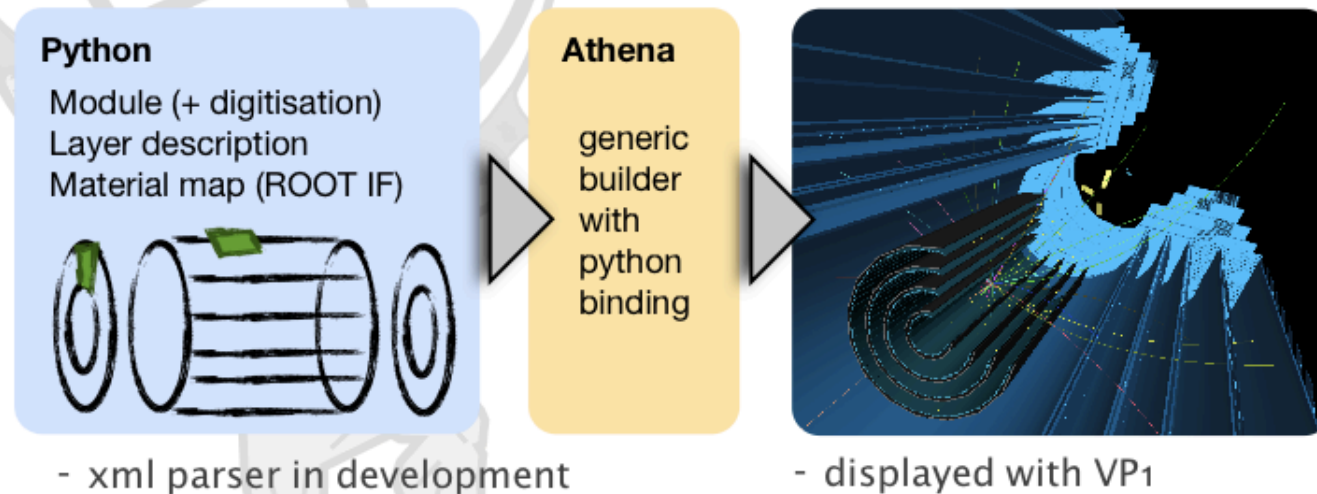 Python
Module (+ digitisation)
Layer description
Material map (ROOT IF)
Athena
generic
builder
with
python
binding
- xml parser in development
- displayed with VP1